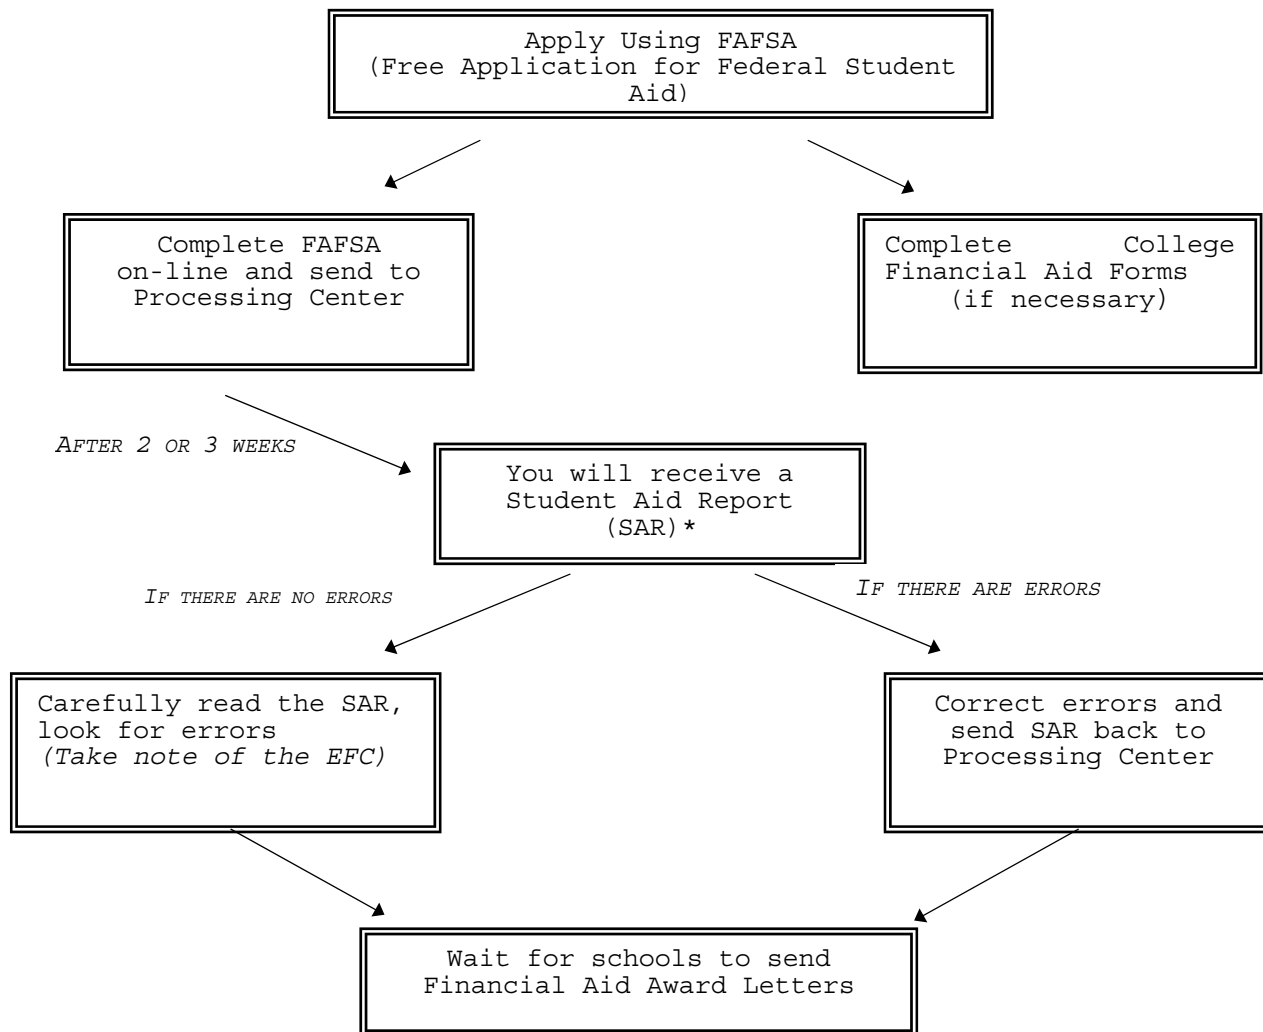 Apply Using FAFSA
(Free Application for Federal Student
Aid)
Complete FAFSA
on-line and send to
Processing Center
Complete College
Financial Aid Forms
(if necessary)
AFTER 2 OR 3 WEEKS
You will receive a
Student Aid Report
(SAR)*
IF THERE ARE NO ERRORS
IF THERE ARE ERRORS
Carefully read the SAR,
look for errors
(Take note of the EFC)
Correct errors and
send SAR back to
Processing Center
Wait for schools to send
Financial Aid Award Letters